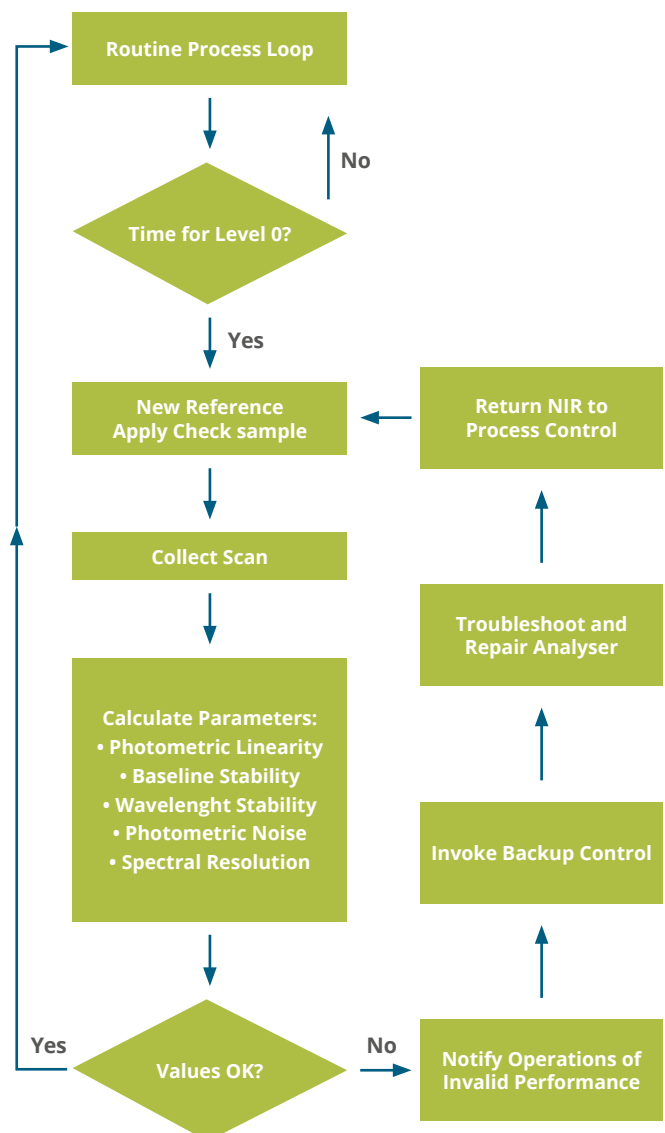 Routine Process Loop
No
Time for Level 0?
Yes
New Reference
Apply Check sample
Return NIR to
Process Control
Collect Scan
Troubleshoot and
Repair Analyser
Calculate Parameters:
• Photometric Linearity
• Baseline Stability
• Wavelenght Stability
• Photometric Noise
• Spectral Resolution
Invoke Backup Control
Yes
Values OK?
No
Notify Operations of
Invalid Performance